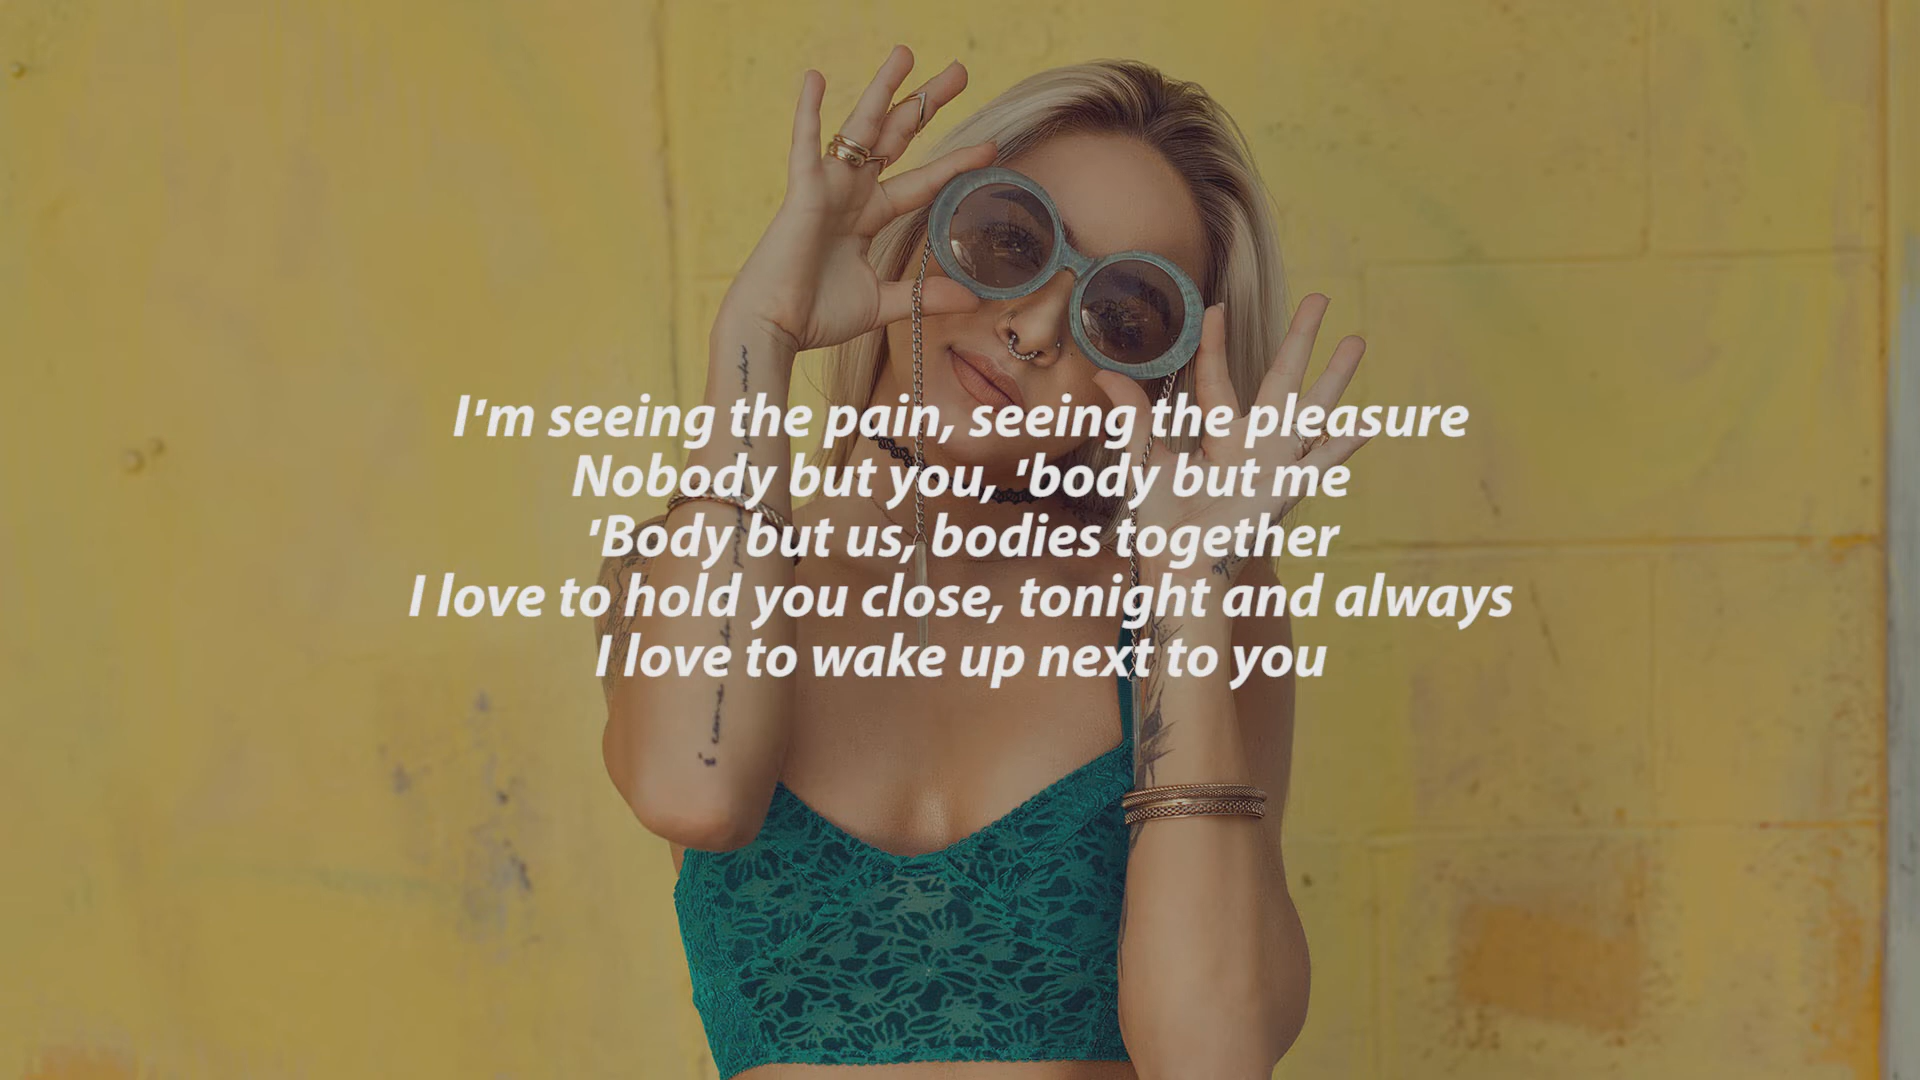 I'm seeing the pain, seeing the pleasure
Nobody but you, 'body but me
'Body but us, bodies together
I love to hold you close, tonight and always
I love to wake up next to you